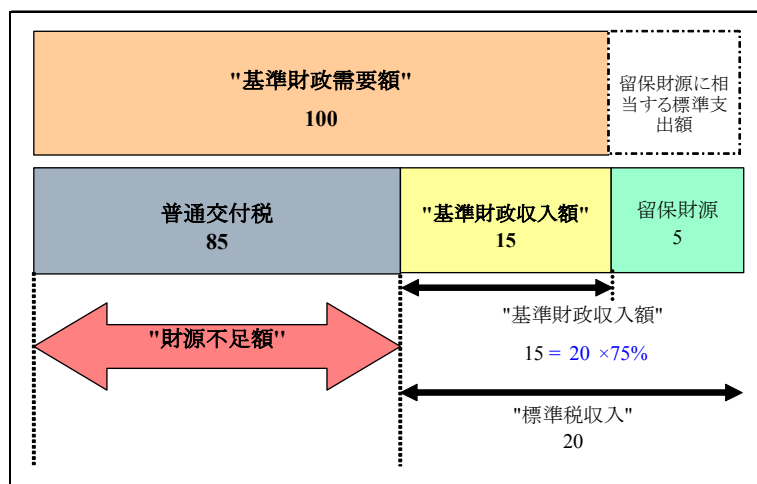 "基準財政需要額"
100
留保財源に相
当する標準支
出額
普通交付税
85
"基準財政収入額"
15
留保財源
5
"財源不足額"
"基準財政収入額"
15 = 20 ×75%
"標準税収入"
20